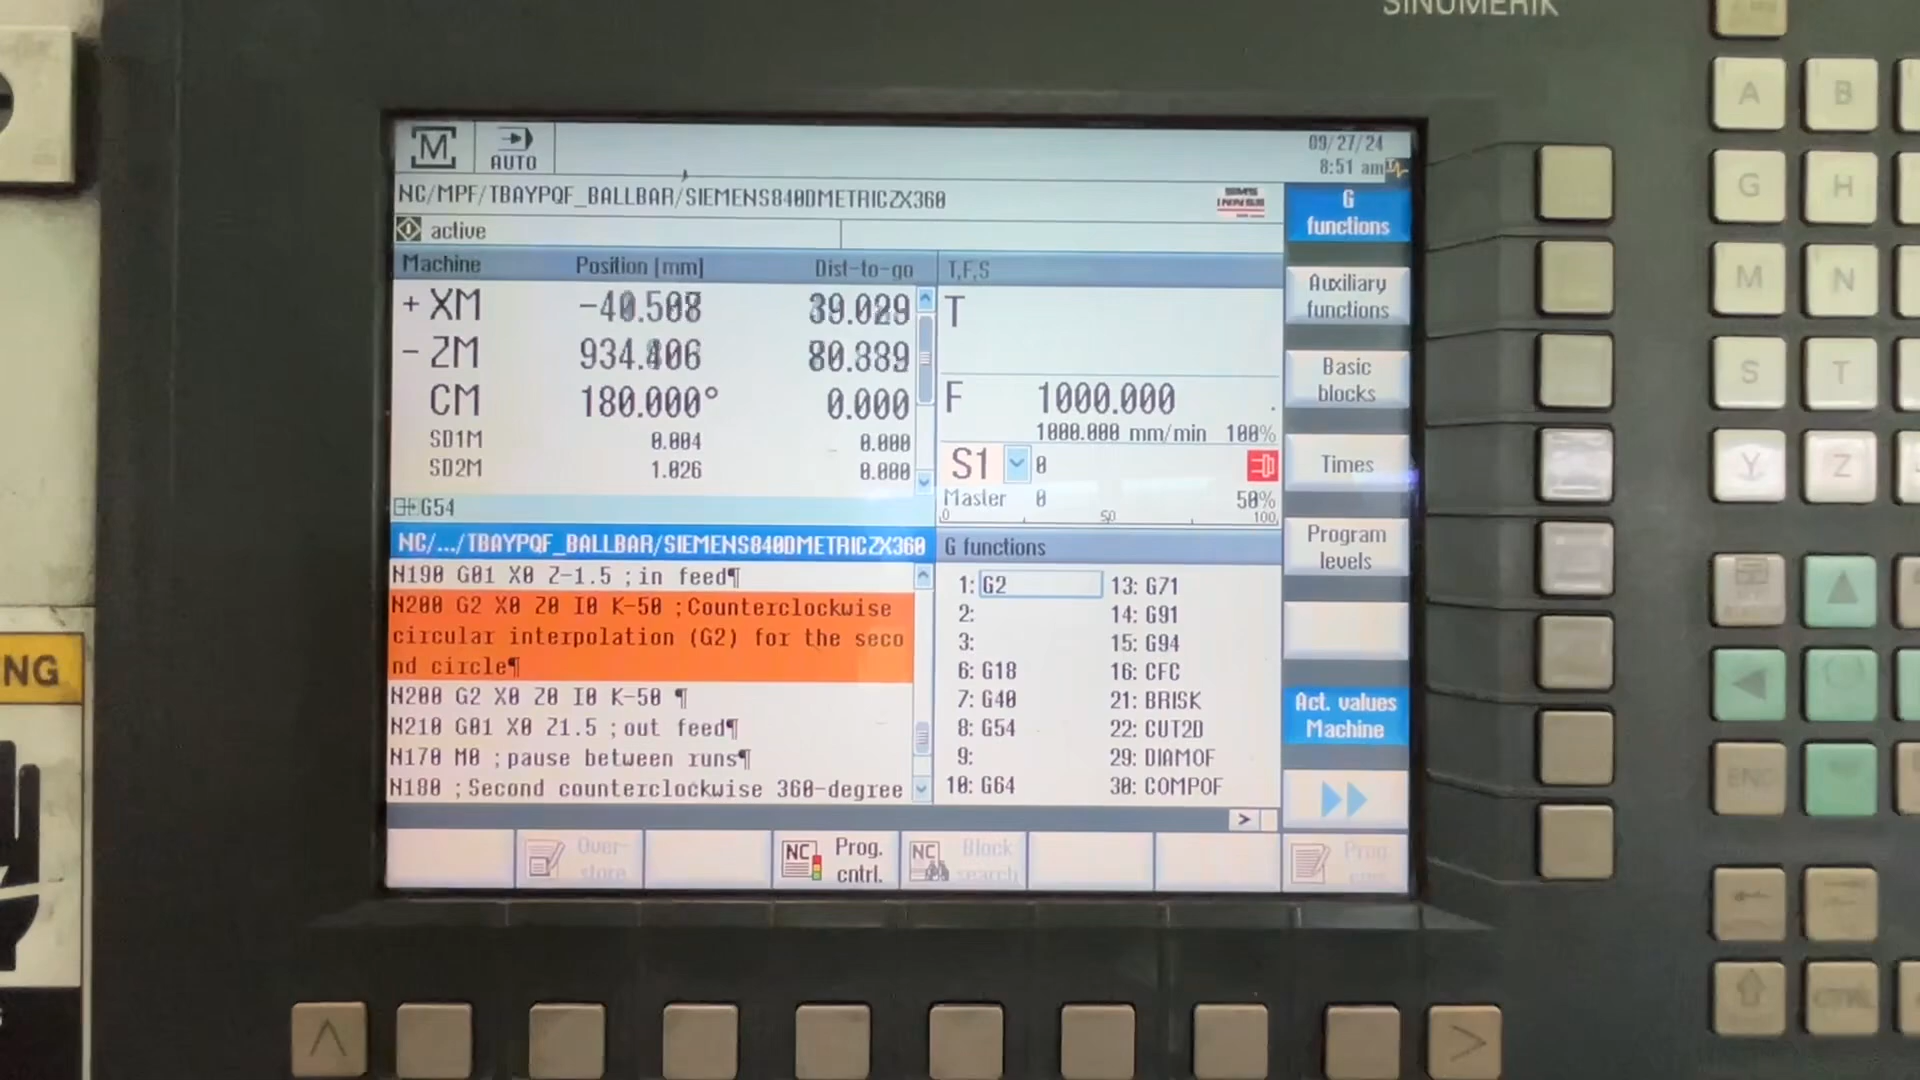 SINUMERIK
M AUTO
09/27/24
8:51 am
NC/MPF/TBAYPQF_BALLBAR/SIEMENS840DMETRICZX360
active
Machine Position [mm] Dist-to-go
+ XM -40.508 39.029
- ZM 934.406 80.889
CM 180.000° 0.000
SD1M 0.004 0.000
SD2M 1.026 0.000
G54
T,F,S
T
F 1000.000
1000.000 mm/min 100%
S1 0
Master 0 50%
0 50 100
NC/.../TBAYPQF_BALLBAR/SIEMENS840DMETRICZX360
N190 G01 X0 Z-1.5 ;in feed¶
N200 G2 X0 Z0 I0 K-50 ;Counterclockwise
circular interpolation (G2) for the seco
nd circle¶
N200 G2 X0 Z0 I0 K-50 ¶
N210 G01 X0 Z1.5 ;out feed¶
N170 M0 ;pause between runs¶
N180 ;Second counterclockwise 360-degree
G functions
1: G2 13: G71
2: 14: G91
3: 15: G94
6: G18 16: CFC
7: G40 21: BRISK
8: G54 22: CUT2D
9: 29: DIAMOF
10: G64 30: COMPOF
>
G
functions
Auxiliary
functions
Basic
blocks
Times
Program
levels
Act. values
Machine
Over-
store
NC Prog.
cntrl.
NC Block
search
Prog.
A B
G H
M N
S T
Y Z
NG